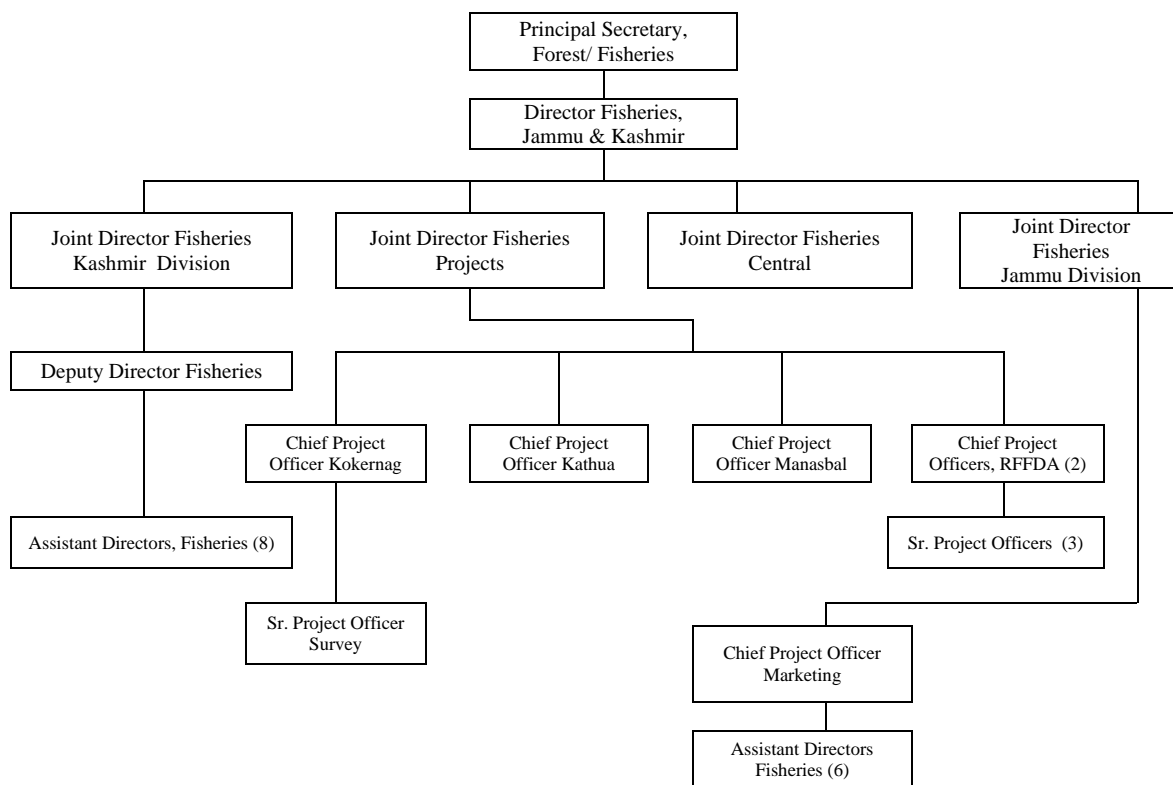 Principal Secretary,
Forest/ Fisheries
Director Fisheries,
Jammu & Kashmir
Joint Director Fisheries
Kashmir Division
Joint Director Fisheries
Projects
Joint Director Fisheries
Central
Joint Director
Fisheries
Jammu Division
Deputy Director Fisheries
Chief Project
Officer Kokernag
Chief Project
Officer Kathua
Chief Project
Officer Manasbal
Chief Project
Officers, RFFDA (2)
Assistant Directors, Fisheries (8)
Sr. Project Officers (3)
Sr. Project Officer
Survey
Chief Project Officer
Marketing
Assistant Directors
Fisheries (6)